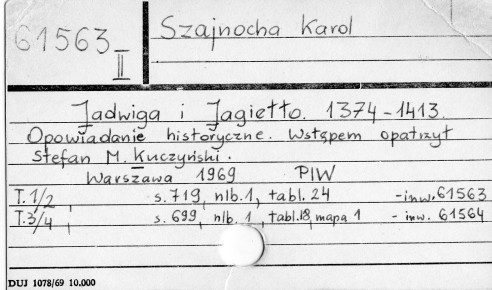 61563
II
Szajnocha Karol
Jadwiga i Jagiełło. 1374-1413.
Opowiadanie historyczne. Wstępem opatrzył
Stefan M. Kuczyński.
Warszawa 1969 PIW
T.1/2, s. 719, nlb. 1, tabl. 24 - inw. 61563
T.3/4, s. 699, nlb. 1, tabl. 18, mapa 1 - inw. 61564
DUJ 1078/69 10.000